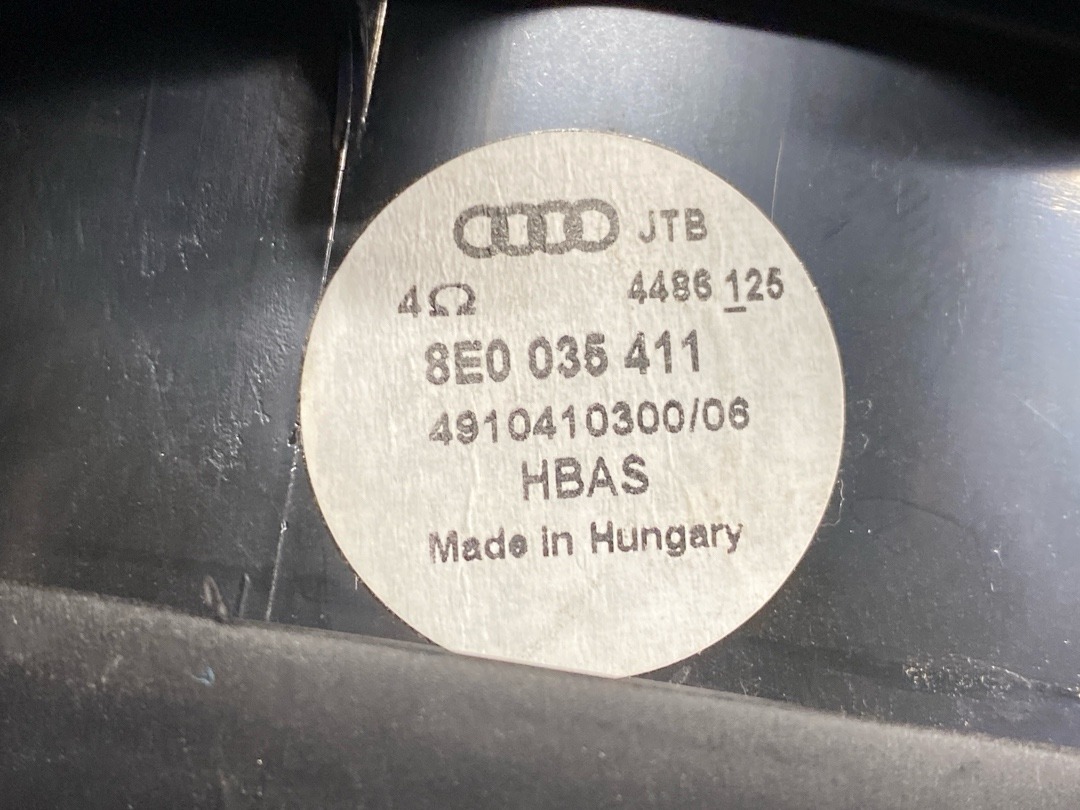 JTB
4Ω 4486 125
8E0 035 411
4910410300/06
HBAS
Made in Hungary